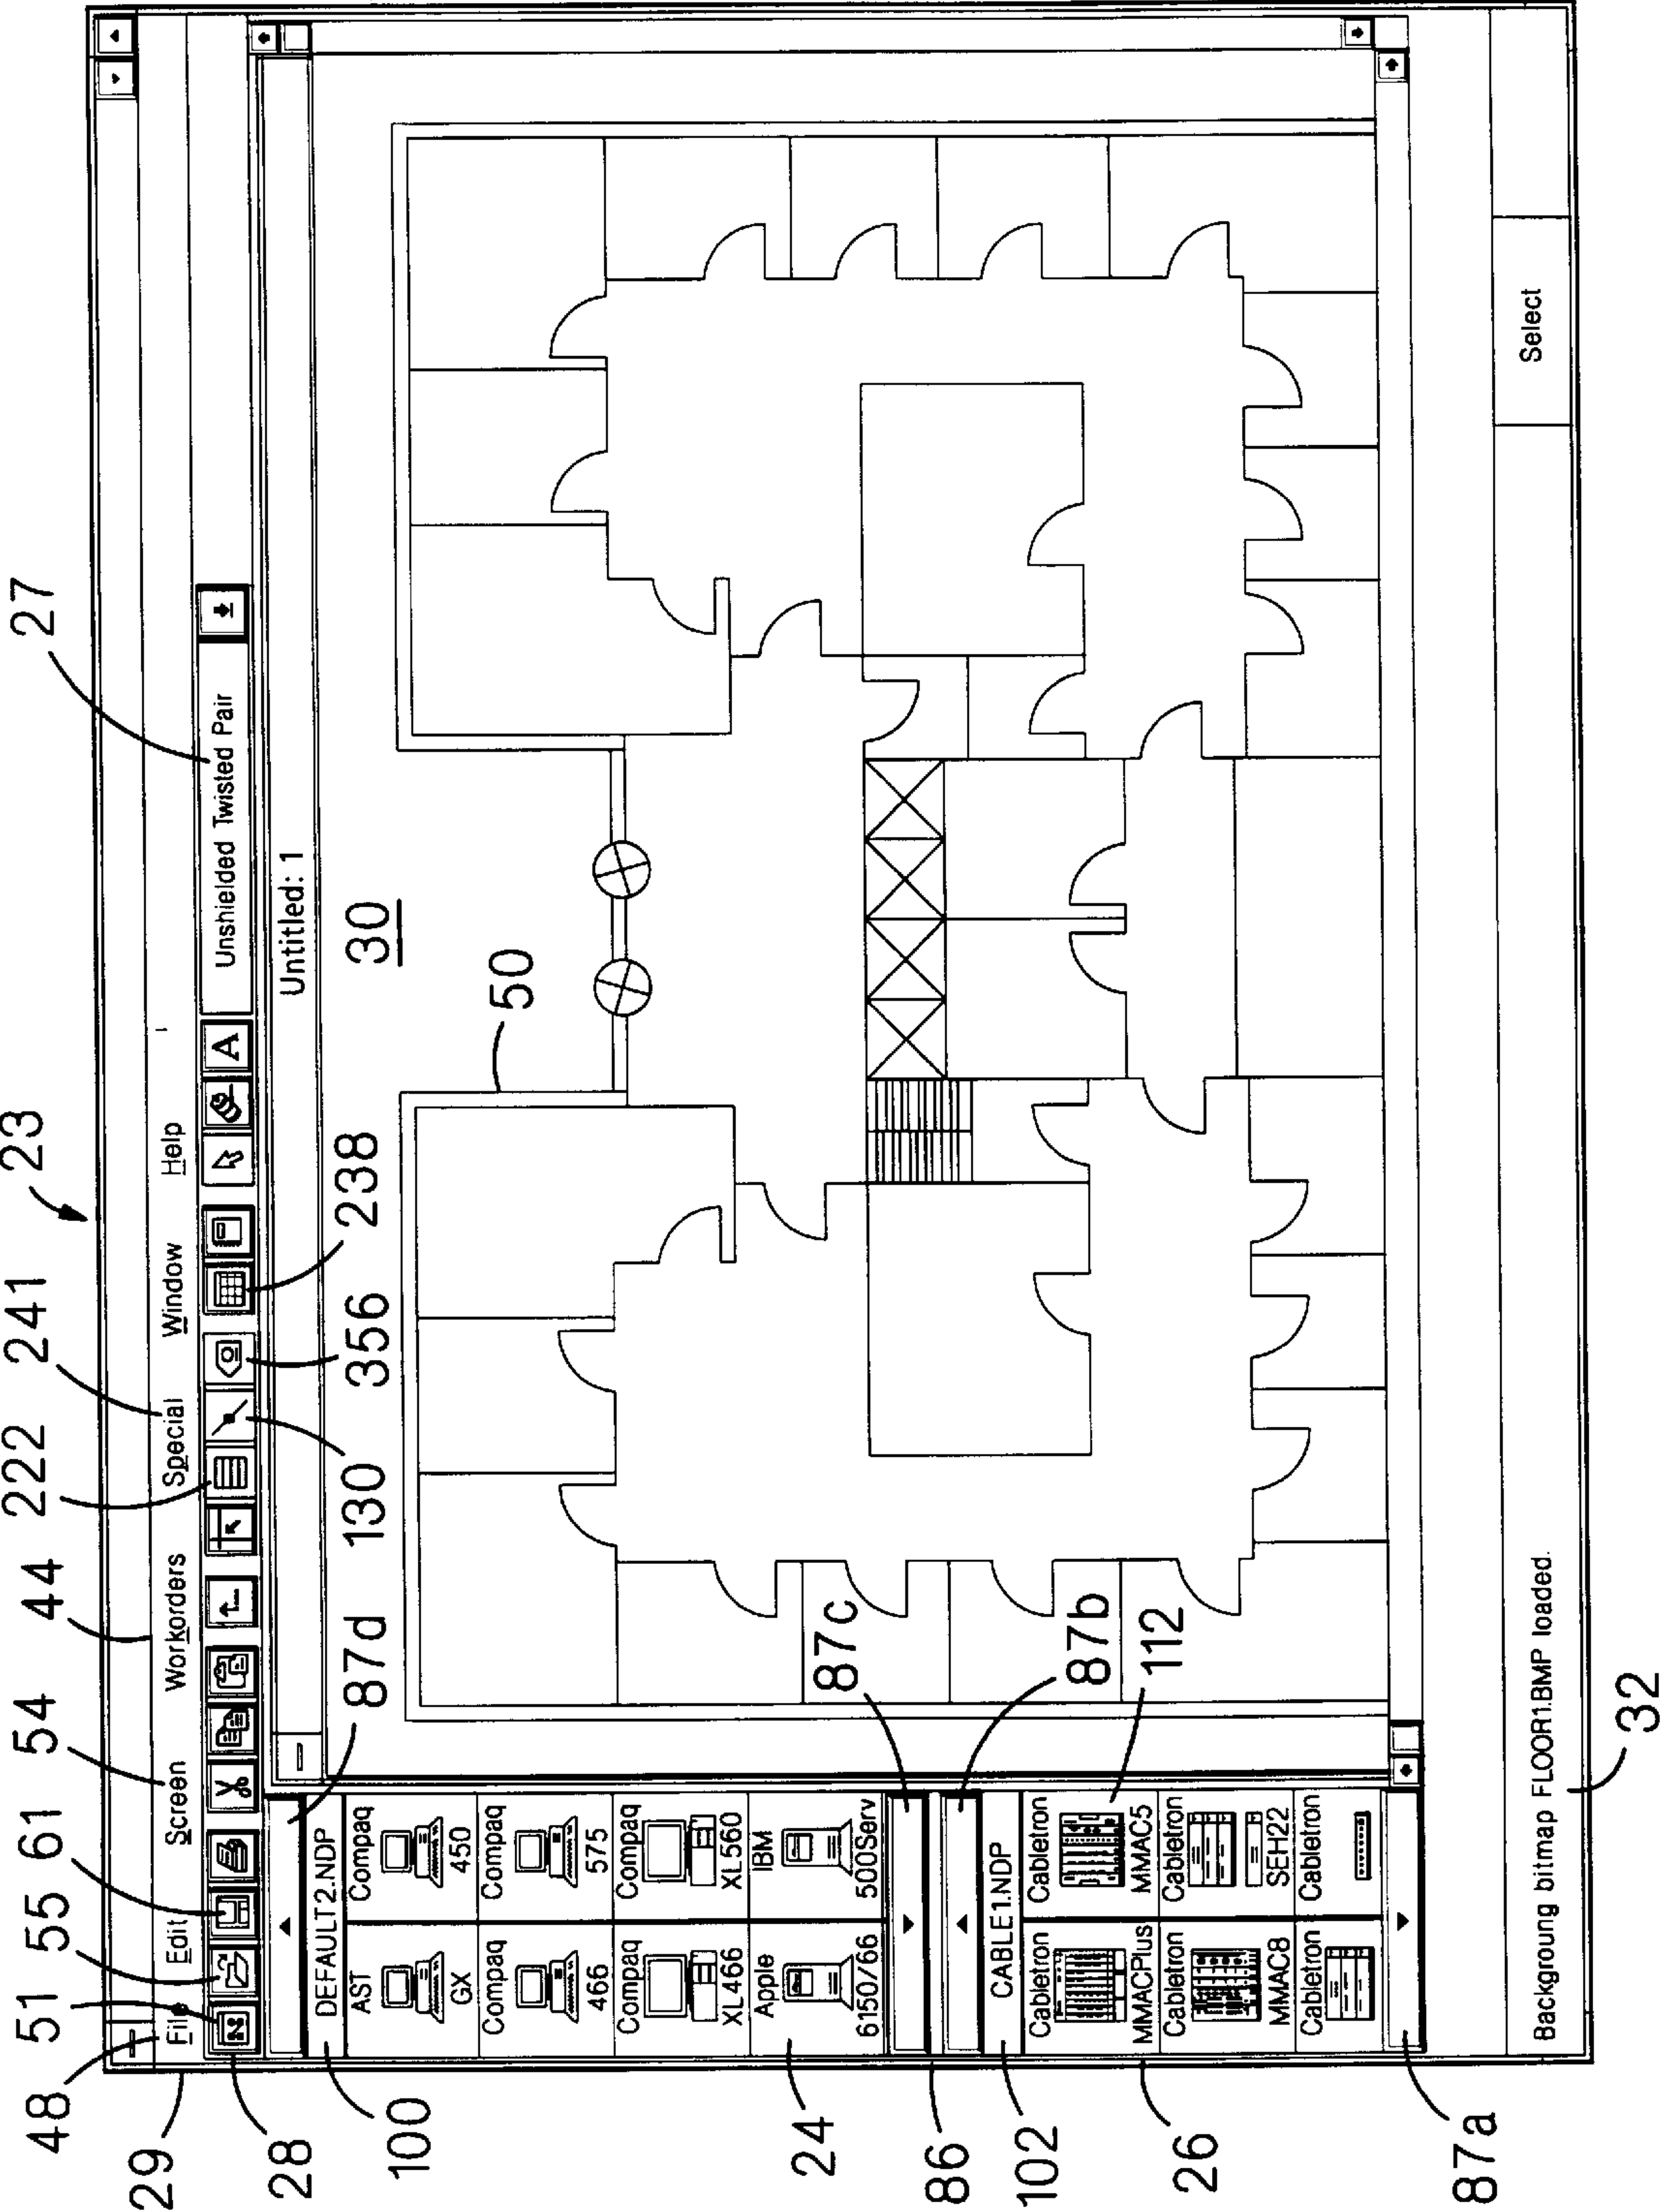 23
48 51 55 61 54 44 222 241 27
29
File Edit Screen Workorders Special Window Help
28
Unshielded Twisted Pair
Untitled: 1
87d 130 356 238
30
50
100
DEFAULT2.NDP
AST
GX
Compaq
450
Compaq
466
Compaq
575
Compaq
XL466
Compaq
XL560
Apple
6150/66
IBM
500Serv
24
86
87c
87b
102
CABLE1.NDP
Cabletron
MMACPlus
Cabletron
MMAC5
112
Cabletron
MMAC8
Cabletron
SEH22
Cabletron
Cabletron
26
87a
Backgroung bitmap FLOOR1.BMP loaded.
Select
32
A